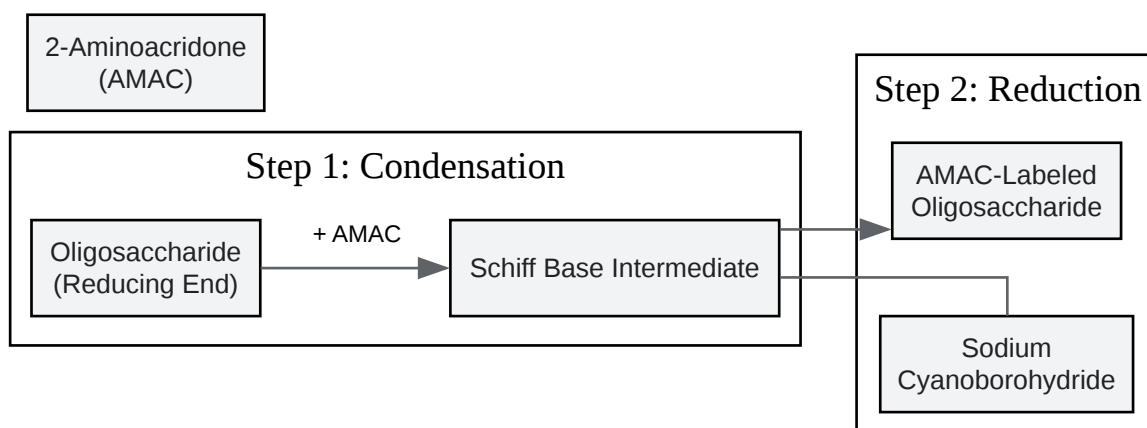 2-Aminoacridone
(AMAC)
Step 1: Condensation
Oligosaccharide
(Reducing End)
+ AMAC
Schiff Base Intermediate
Step 2: Reduction
AMAC-Labeled
Oligosaccharide
Sodium
Cyanoborohydride